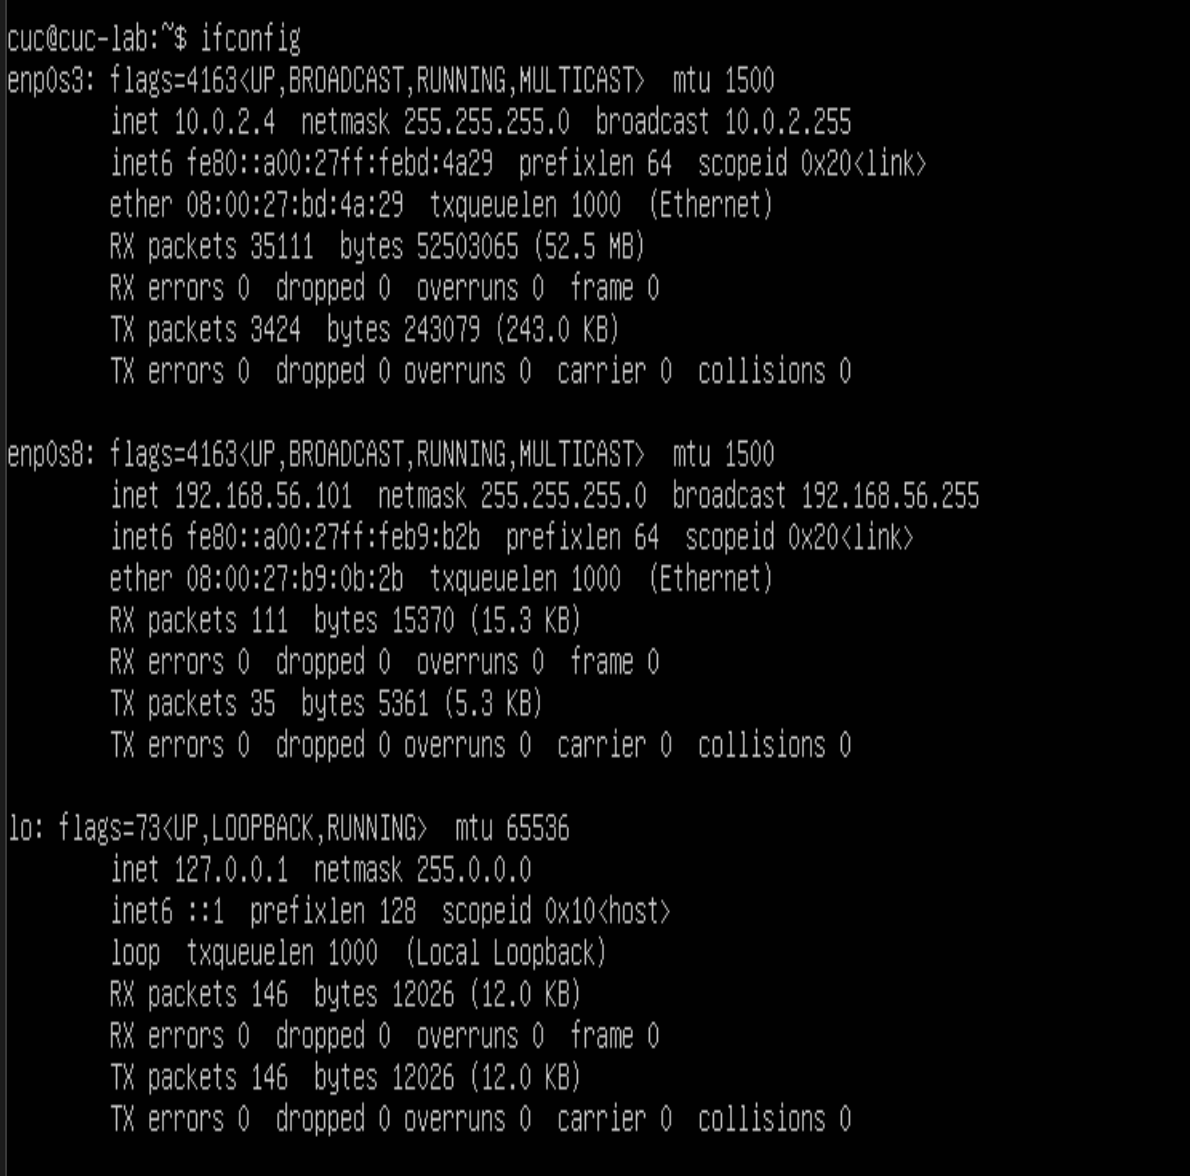 cuc@cuc-lab:~$ ifconfig
enp0s3: flags=4163<UP,BROADCAST,RUNNING,MULTICAST>  mtu 1500
        inet 10.0.2.4  netmask 255.255.255.0  broadcast 10.0.2.255
        inet6 fe80::a00:27ff:febd:4a29  prefixlen 64  scopeid 0x20<link>
        ether 08:00:27:bd:4a:29  txqueuelen 1000  (Ethernet)
        RX packets 35111  bytes 52503065 (52.5 MB)
        RX errors 0  dropped 0  overruns 0  frame 0
        TX packets 3424  bytes 243079 (243.0 KB)
        TX errors 0  dropped 0 overruns 0  carrier 0  collisions 0

enp0s8: flags=4163<UP,BROADCAST,RUNNING,MULTICAST>  mtu 1500
        inet 192.168.56.101  netmask 255.255.255.0  broadcast 192.168.56.255
        inet6 fe80::a00:27ff:feb9:b2b  prefixlen 64  scopeid 0x20<link>
        ether 08:00:27:b9:0b:2b  txqueuelen 1000  (Ethernet)
        RX packets 111  bytes 15370 (15.3 KB)
        RX errors 0  dropped 0  overruns 0  frame 0
        TX packets 35  bytes 5361 (5.3 KB)
        TX errors 0  dropped 0 overruns 0  carrier 0  collisions 0

lo: flags=73<UP,LOOPBACK,RUNNING>  mtu 65536
        inet 127.0.0.1  netmask 255.0.0.0
        inet6 ::1  prefixlen 128  scopeid 0x10<host>
        loop  txqueuelen 1000  (Local Loopback)
        RX packets 146  bytes 12026 (12.0 KB)
        RX errors 0  dropped 0  overruns 0  frame 0
        TX packets 146  bytes 12026 (12.0 KB)
        TX errors 0  dropped 0 overruns 0  carrier 0  collisions 0